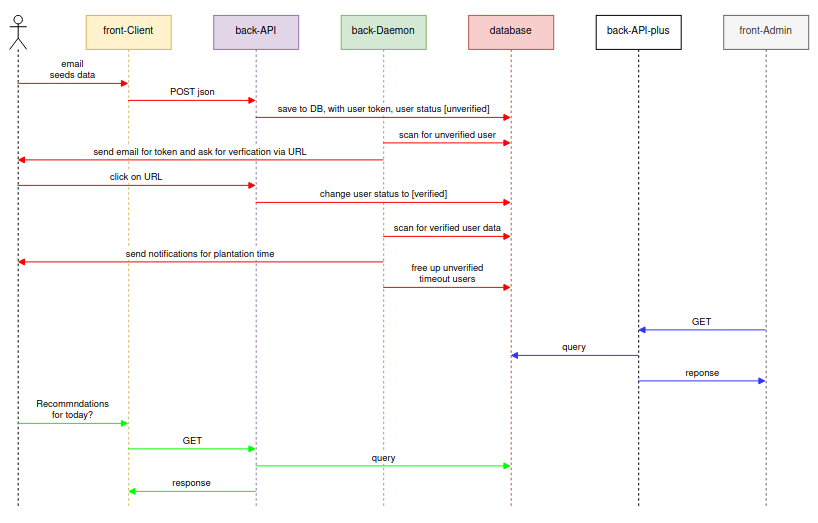 front-Client back-API back-Daemon database back-API-plus front-Admin
email
seeds data
POST json
save to DB, with user token, user status [unverified]
scan for unverified user
send email for token and ask for verfication via URL
click on URL
change user status to [verified]
scan for verified user data
send notifications for plantation time
free up unverified
timeout users
GET
query
reponse
Recommndations
for today?
GET
query
response